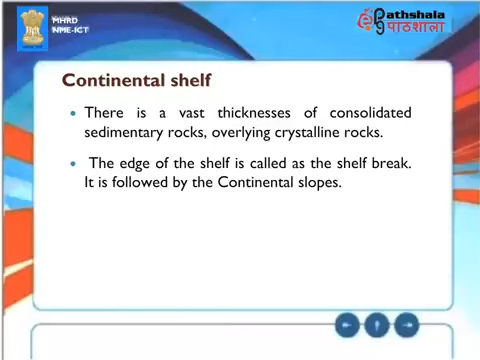 MHRD
NME-ICT
Pathshala
पाठशाला
Continental shelf
• There is a vast thicknesses of consolidated
sedimentary rocks, overlying crystalline rocks.
• The edge of the shelf is called as the shelf break.
It is followed by the Continental slopes.